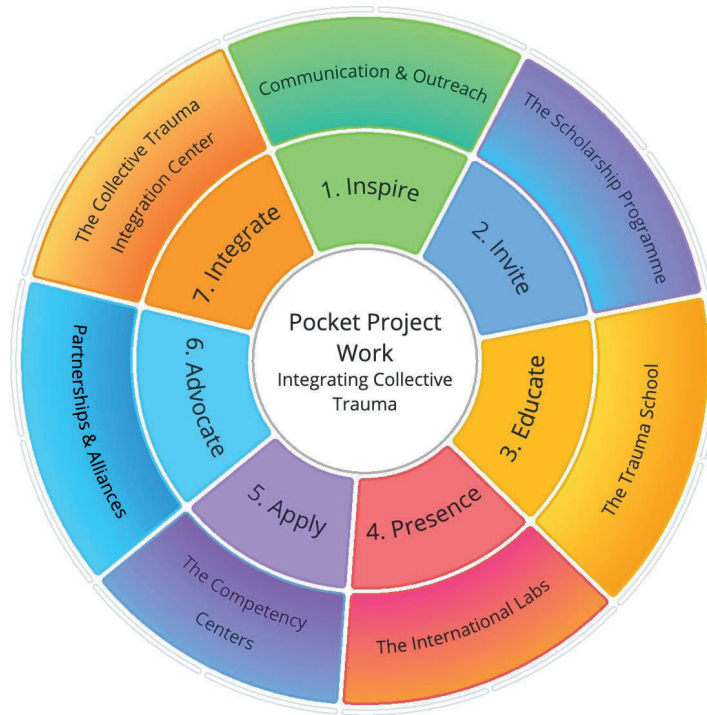 Pocket Project
Work
Integrating Collective
Trauma
1. Inspire
Communication & Outreach
2. Invite
The Scholarship Programme
3. Educate
The Trauma School
4. Presence
The International Labs
5. Apply
The Competency
Centers
6. Advocate
Partnerships & Alliances
7. Integrate
The Collective Trauma
Integration Center